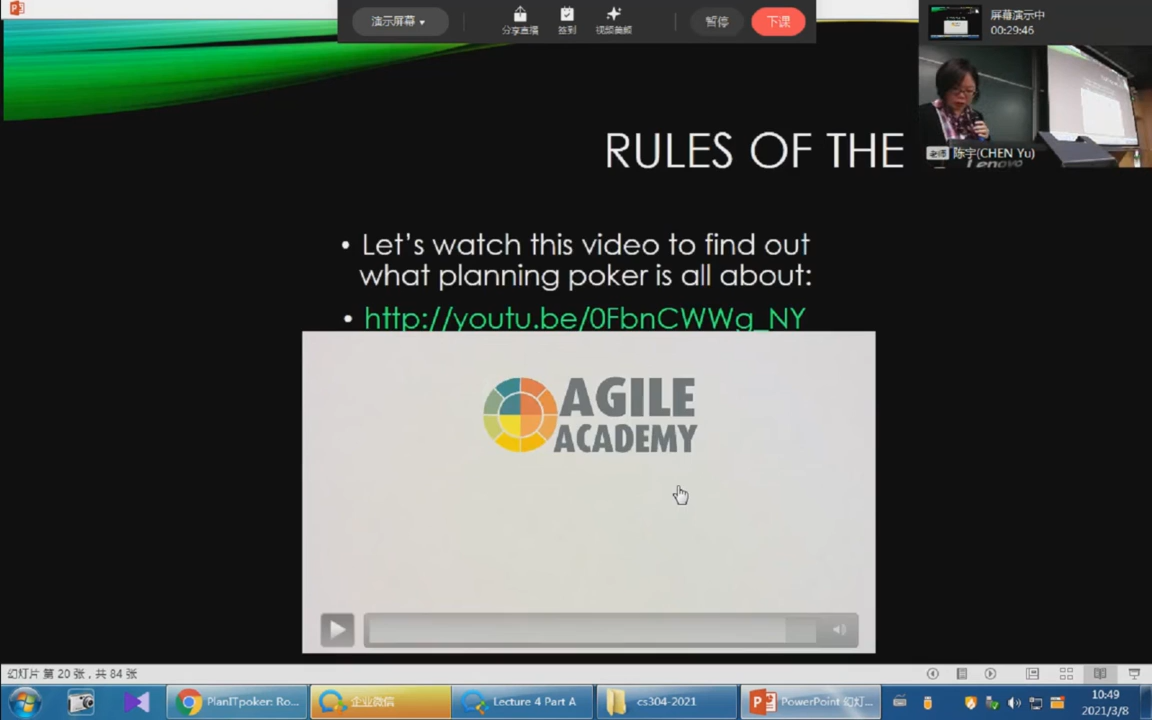 演示屏幕
分享直播
签到
视频美颜
暂停
下课
屏幕演示中
00:29:46
老师 陈宇(CHEN Yu)
Lenovo
RULES OF THE
• Let's watch this video to find out
what planning poker is all about:
• http://youtu.be/0FbnCWWg_NY
AGILE
ACADEMY
幻灯片 第 20 张，共 84 张
PlanITpoker: Ro...
企业微信
Lecture 4 Part A
cs304-2021
PowerPoint 幻灯...
10:49
2021/3/8